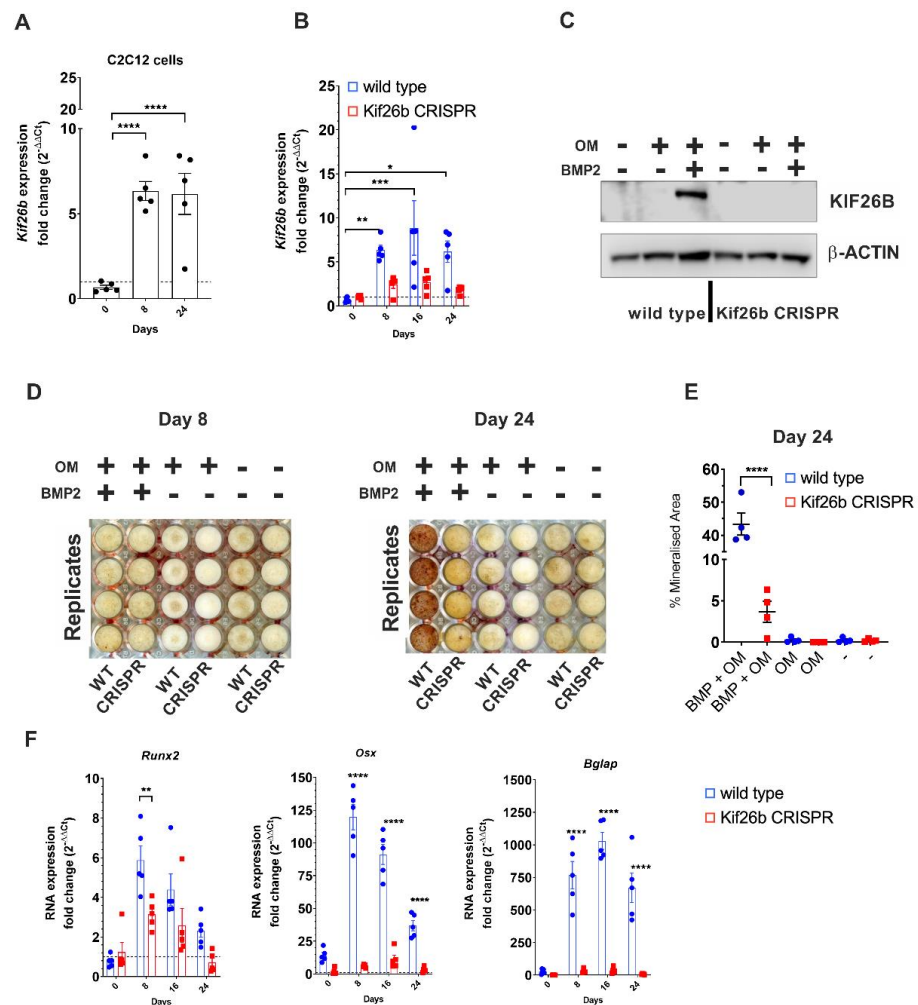 A
C2C12 cells
Kif26b expression
fold change (2-ΔΔCt)
25
20
10
5
0
****
****
0
8
24
Days
B
wild type
Kif26b CRISPR
Kif26b expression
fold change (2-ΔΔCt)
25
20
15
10
5
0
*
***
**
0
8
16
24
Days
C
OM - + + - + +
BMP2 - - + - - +
KIF26B
β-ACTIN
wild type Kif26b CRISPR
D
Day 8
OM + + + + - -
BMP2 + + - - - -
Replicates
WT
CRISPR
WT
CRISPR
WT
CRISPR
Day 24
OM + + + + - -
BMP2 + + - - - -
Replicates
WT
CRISPR
WT
CRISPR
WT
CRISPR
E
Day 24
wild type
Kif26b CRISPR
****
% Mineralised Area
60
50
40
10
5
0
BMP + OM
BMP + OM
OM
OM
-
-
F
Runx2
RNA expression
fold change (2-ΔΔCt)
10
8
6
4
2
0
**
0
8
16
24
Days
Osx
RNA expression
fold change (2-ΔΔCt)
150
125
100
75
50
25
0
****
****
****
0
8
16
24
Days
Bglap
RNA expression
fold change (2-ΔΔCt)
1500
1250
1000
750
500
250
0
****
****
****
0
8
16
24
Days
wild type
Kif26b CRISPR